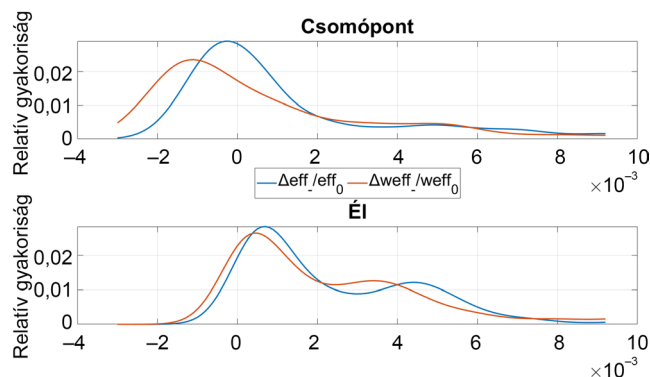 Csomópont
Relatív gyakoriság
0,02
0,01
0
−4 −2 0 2 4 6 8 10
×10⁻³
Δeff_/eff₀ Δweff_/weff₀
Él
Relatív gyakoriság
0,02
0,01
0
−4 −2 0 2 4 6 8 10
×10⁻³